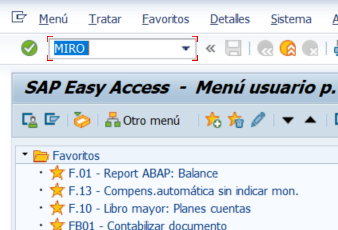 Menú Tratar Favoritos Detalles Sistema
MIRO
SAP Easy Access - Menú usuario p.
Otro menú
Favoritos
F.01 - Report ABAP: Balance
F.13 - Compens.automática sin indicar mon.
F.10 - Libro mayor: Planes cuentas
FB01 - Contabilizar documento